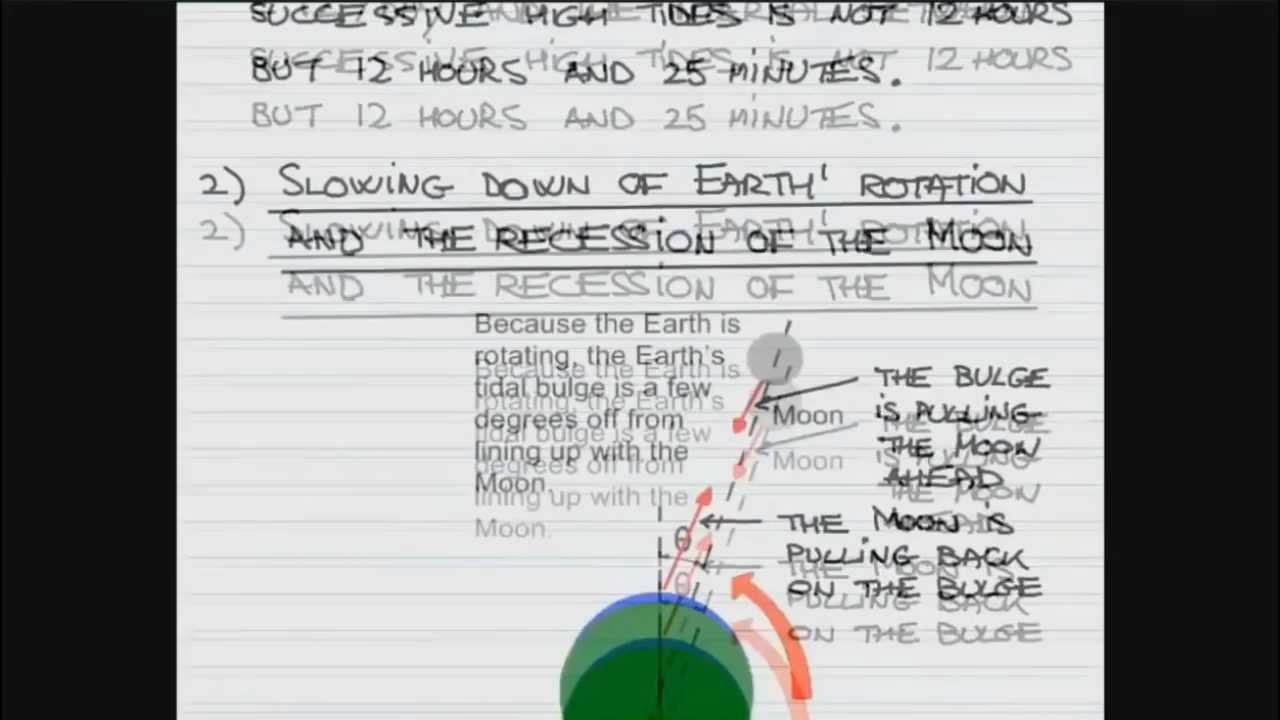 SUCCESSIVE HIGH TIDES IS NOT 12 HOURS
BUT 12 HOURS AND 25 MINUTES.
2) SLOWING DOWN OF EARTH' ROTATION
AND THE RECESSION OF THE MOON
Because the Earth is
rotating, the Earth's
tidal bulge is a few
degrees off from
lining up with the
Moon.
Moon
THE BULGE
IS PULLING
THE MOON
AHEAD
θ
THE MOON IS
PULLING BACK
ON THE BULGE